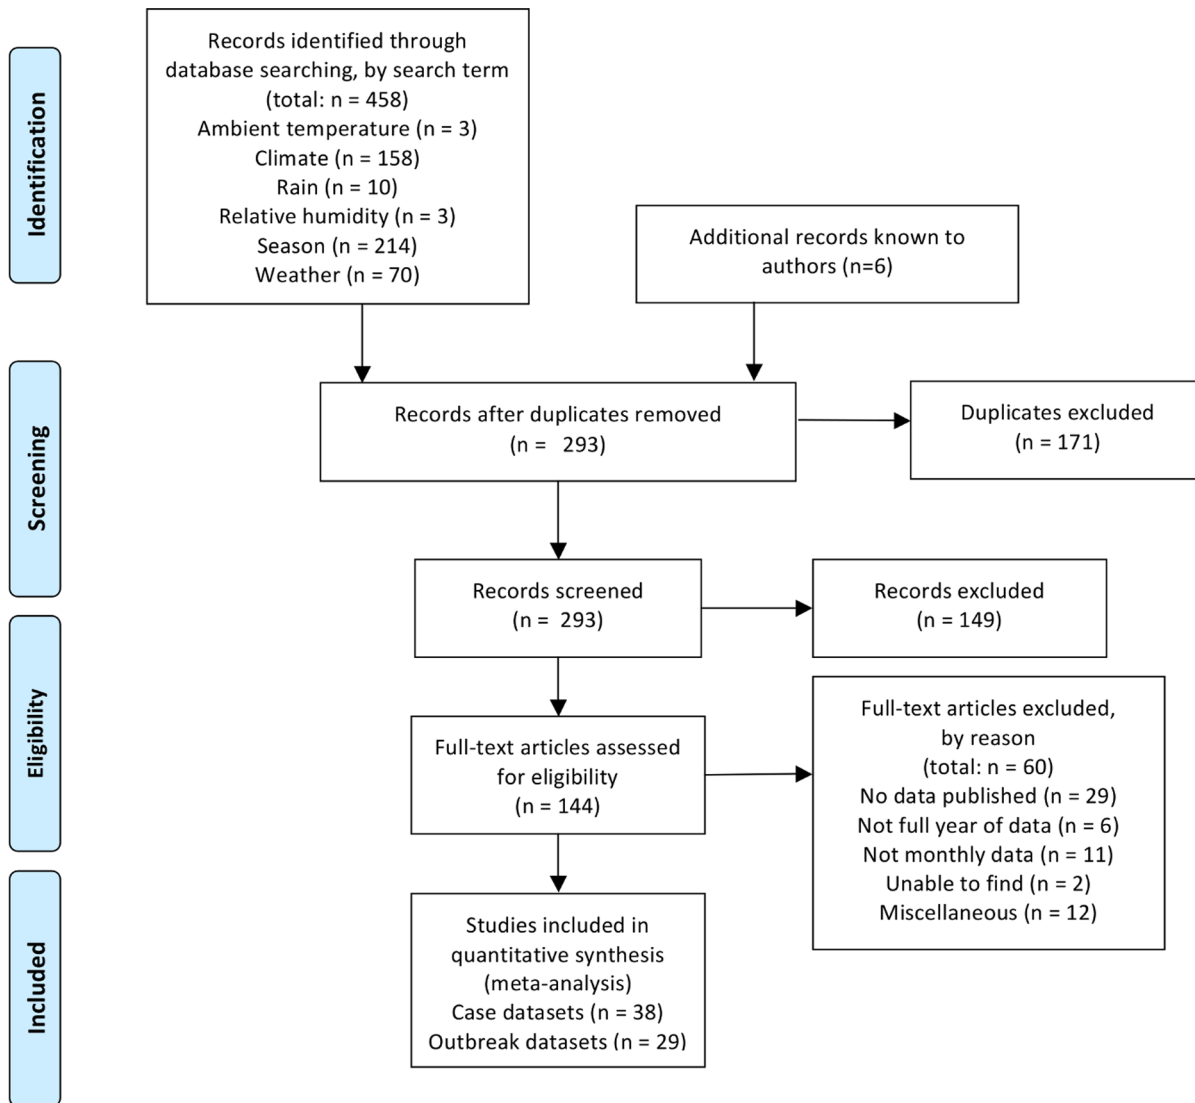 Identification
Records identified through
database searching, by search term
(total: n = 458)
Ambient temperature (n = 3)
Climate (n = 158)
Rain (n = 10)
Relative humidity (n = 3)
Season (n = 214)
Weather (n = 70)
Additional records known to
authors (n=6)
Screening
Records after duplicates removed
(n = 293)
Duplicates excluded
(n = 171)
Records screened
(n = 293)
Records excluded
(n = 149)
Eligibility
Full-text articles assessed
for eligibility
(n = 144)
Full-text articles excluded,
by reason
(total: n = 60)
No data published (n = 29)
Not full year of data (n = 6)
Not monthly data (n = 11)
Unable to find (n = 2)
Miscellaneous (n = 12)
Included
Studies included in
quantitative synthesis
(meta-analysis)
Case datasets (n = 38)
Outbreak datasets (n = 29)